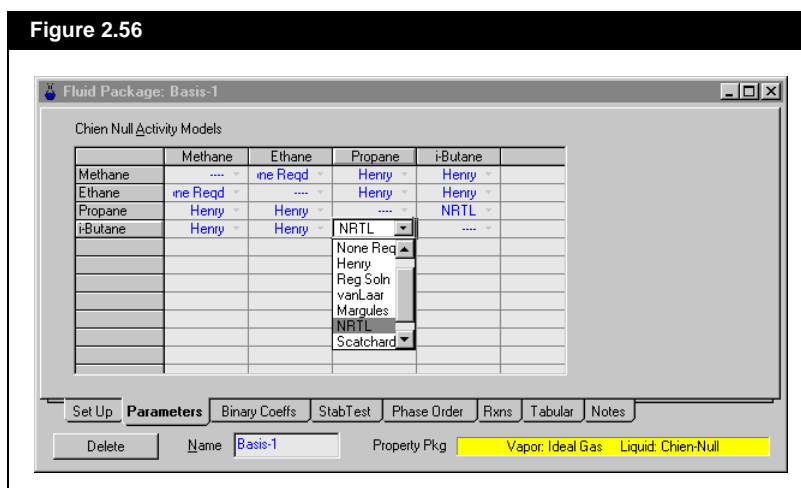 Figure 2.56
Fluid Package: Basis-1
Chien Null Activity Models
Methane Ethane Propane i-Butane
Methane ---- ne Reqd Henry Henry
Ethane ne Reqd ---- Henry Henry
Propane Henry Henry ---- NRTL
i-Butane Henry Henry NRTL ----
None Req
Henry
Reg Soln
vanLaar
Margules
NRTL
Scatchard
Set Up Parameters Binary Coeffs StabTest Phase Order Rxns Tabular Notes
Delete Name Basis-1 Property Pkg Vapor: Ideal Gas Liquid: Chien-Null